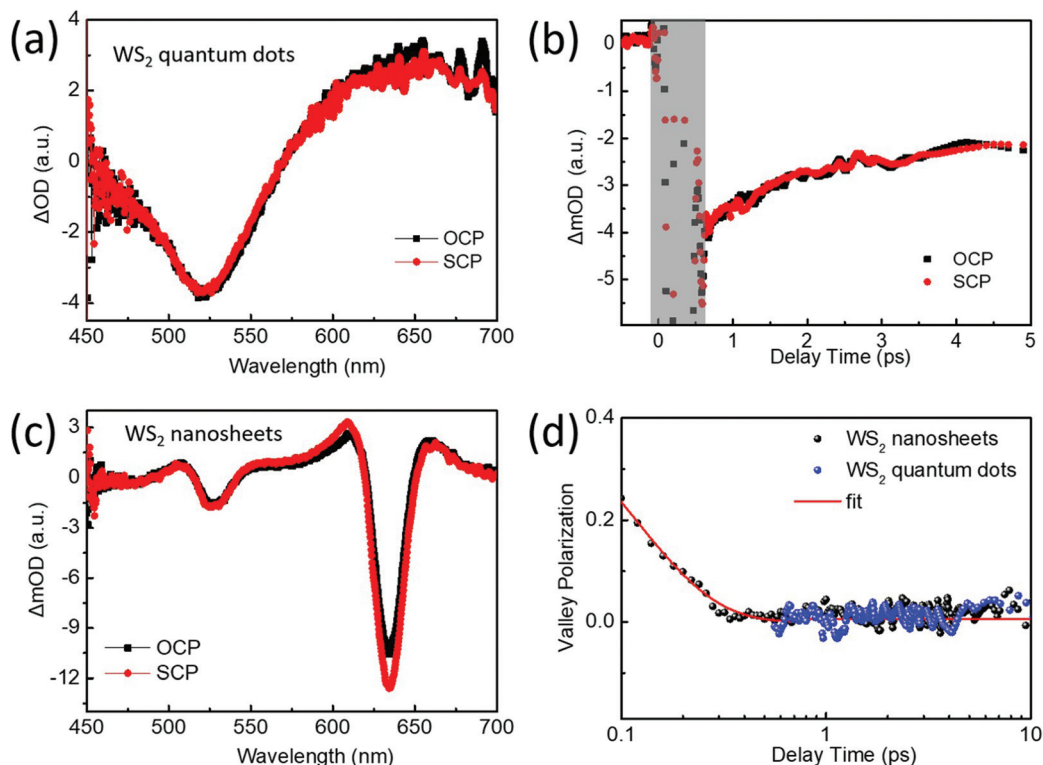 (a)
WS₂ quantum dots
4
2
0
-2
-4
ΔOD (a.u.)
OCP
SCP
450 500 550 600 650 700
Wavelength (nm)
(b)
0
-1
-2
-3
-4
-5
ΔmOD (a.u.)
OCP
SCP
0 1 2 3 4 5
Delay Time (ps)
(c)
WS₂ nanosheets
3
0
-3
-6
-9
-12
ΔmOD (a.u.)
OCP
SCP
450 500 550 600 650 700
Wavelength (nm)
(d)
0.4
0.2
0.0
Valley Polarization
WS₂ nanosheets
WS₂ quantum dots
fit
0.1 1 10
Delay Time (ps)